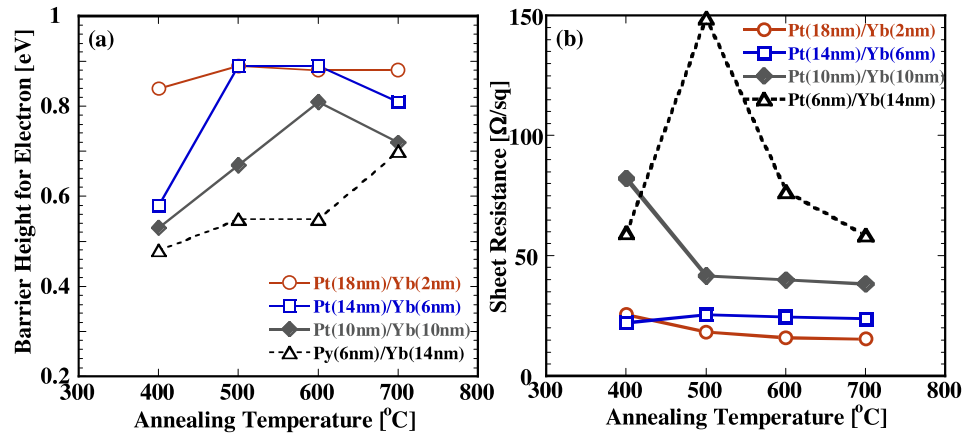 (a)
Barrier Height for Electron [eV]
1
0.8
0.6
0.4
0.2
Pt(18nm)/Yb(2nm)
Pt(14nm)/Yb(6nm)
Pt(10nm)/Yb(10nm)
Py(6nm)/Yb(14nm)
300 400 500 600 700 800
Annealing Temperature [°C]
(b)
Sheet Resistance [Ω/sq]
150
100
50
0
Pt(18nm)/Yb(2nm)
Pt(14nm)/Yb(6nm)
Pt(10nm)/Yb(10nm)
Pt(6nm)/Yb(14nm)
300 400 500 600 700 800
Annealing Temperature [°C]